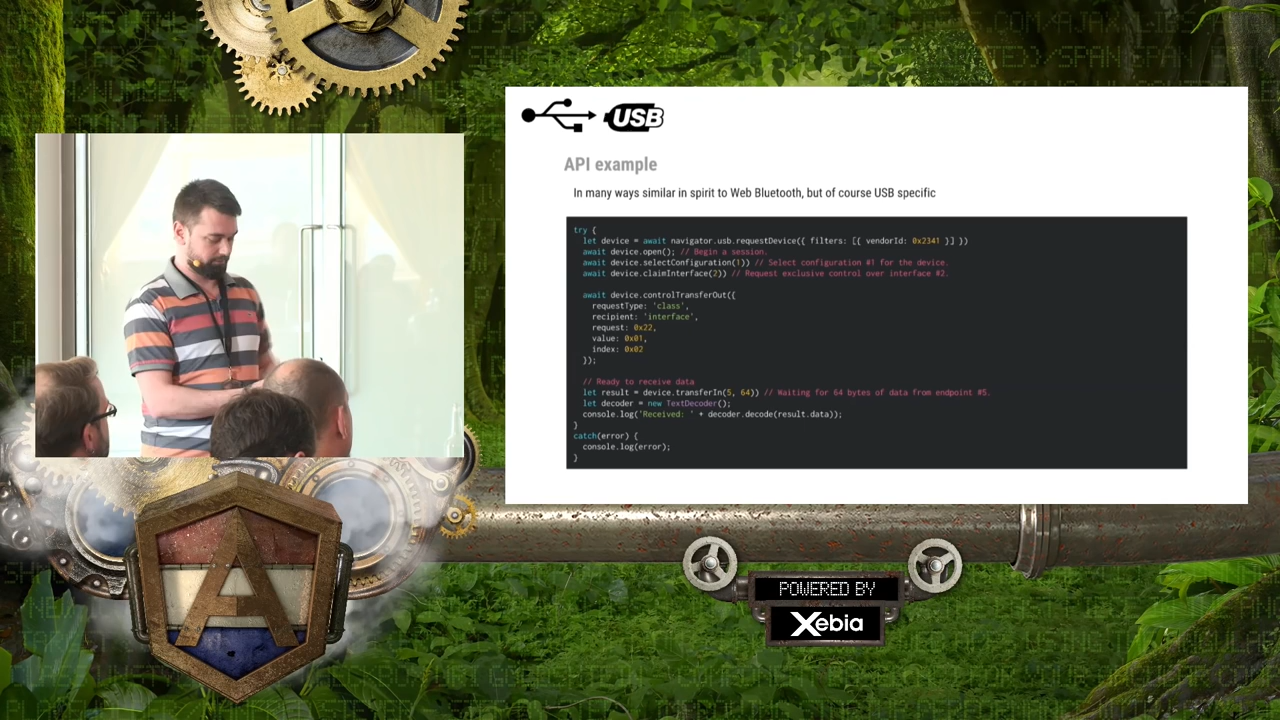 USB
API example
In many ways similar in spirit to Web Bluetooth, but of course USB specific
try {
let device = await navigator.usb.requestDevice({ filters: [{ vendorId: 0x2341 }] })
await device.open(); // Begin a session.
await device.selectConfiguration(1)) // Select configuration #1 for the device.
await device.claimInterface(2)) // Request exclusive control over interface #2.
await device.controlTransferOut({
requestType: 'class',
recipient: 'interface',
request: 0x22,
value: 0x01,
index: 0x02
});
// Ready to receive data
let result = device.transferIn(5, 64)) // Waiting for 64 bytes of data from endpoint #5.
let decoder = new TextDecoder();
console.log('Received: ' + decoder.decode(result.data));
}
catch(error) {
console.log(error);
}
A
POWERED BY
Xebia